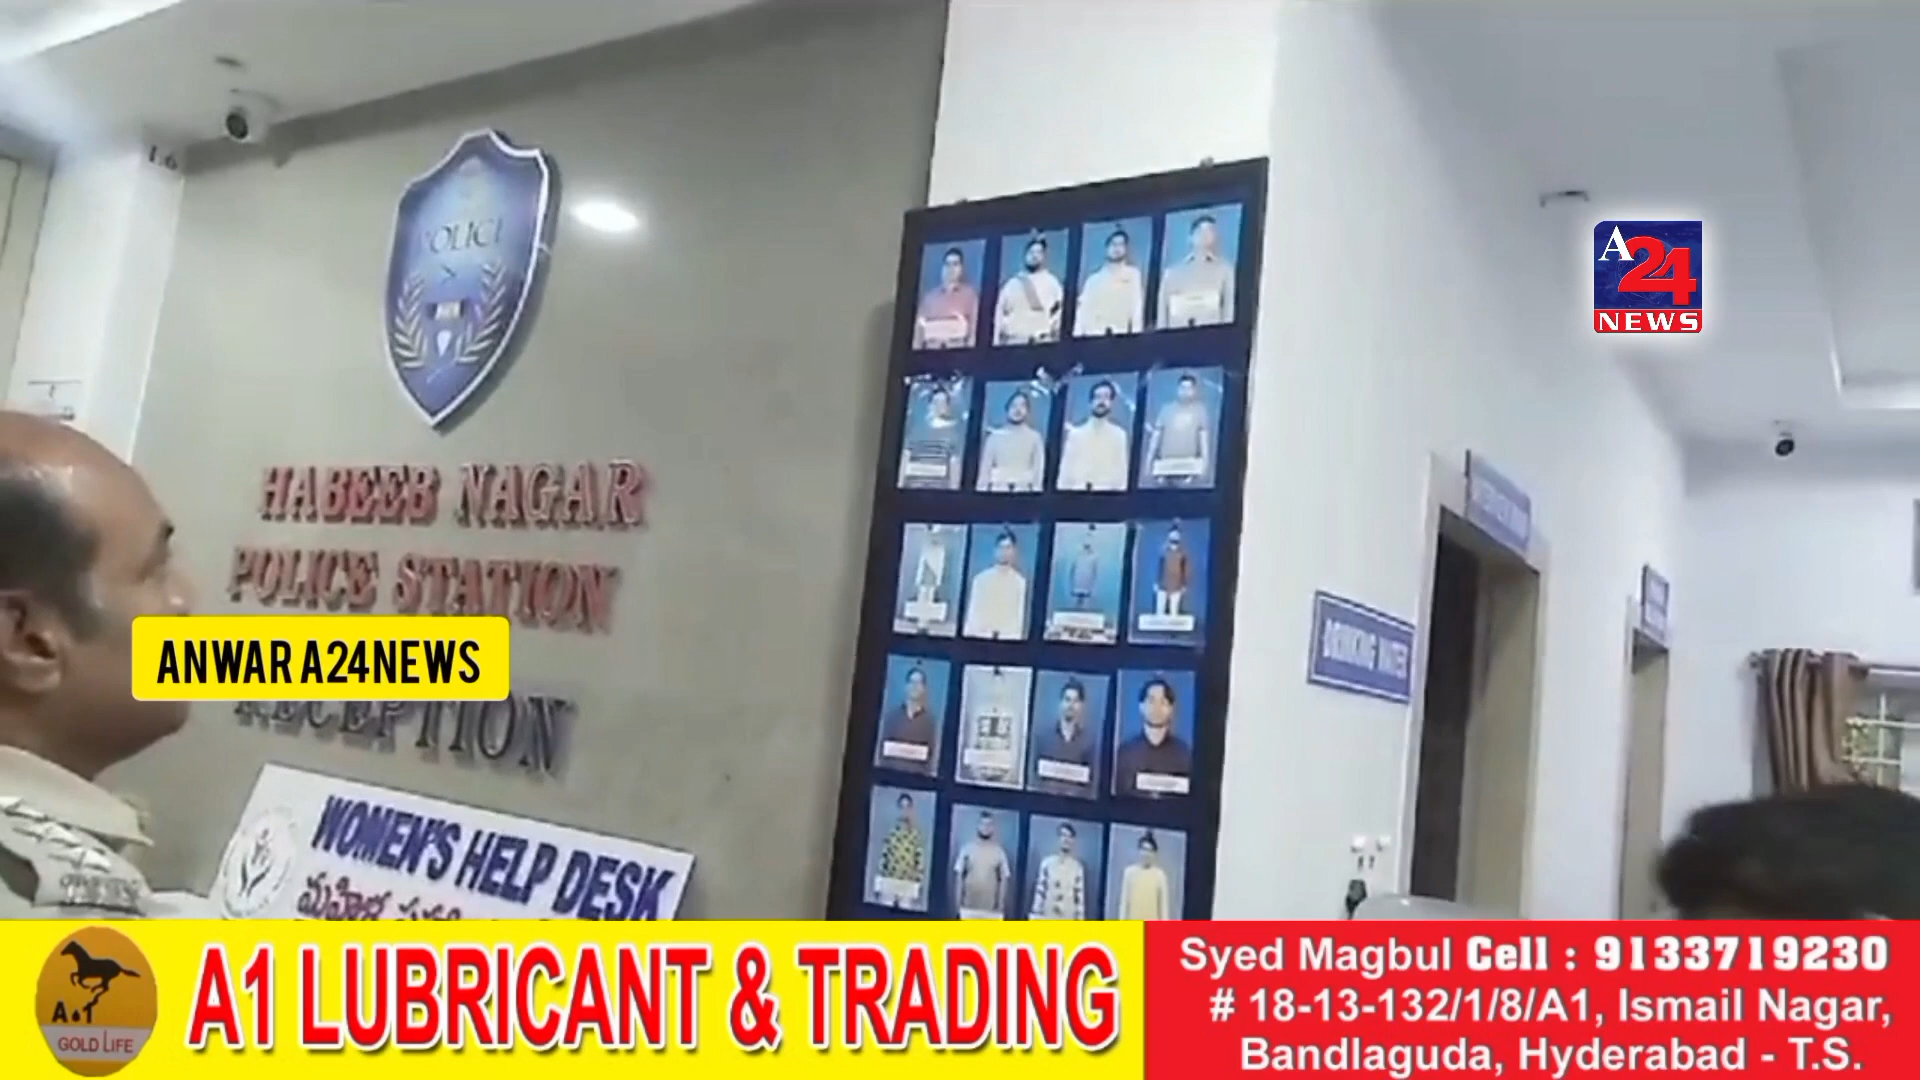 POLICE
A24
NEWS
HABEEB NAGAR
POLICE STATION
ANWAR A24NEWS
RECEPTION
DRINKING WATER
WOMEN'S HELP DESK
మహిళా
A1
GOLD LIFE
A1 LUBRICANT & TRADING
Syed Magbul Cell : 9133719230
# 18-13-132/1/8/A1, Ismail Nagar,
Bandlaguda, Hyderabad - T.S.